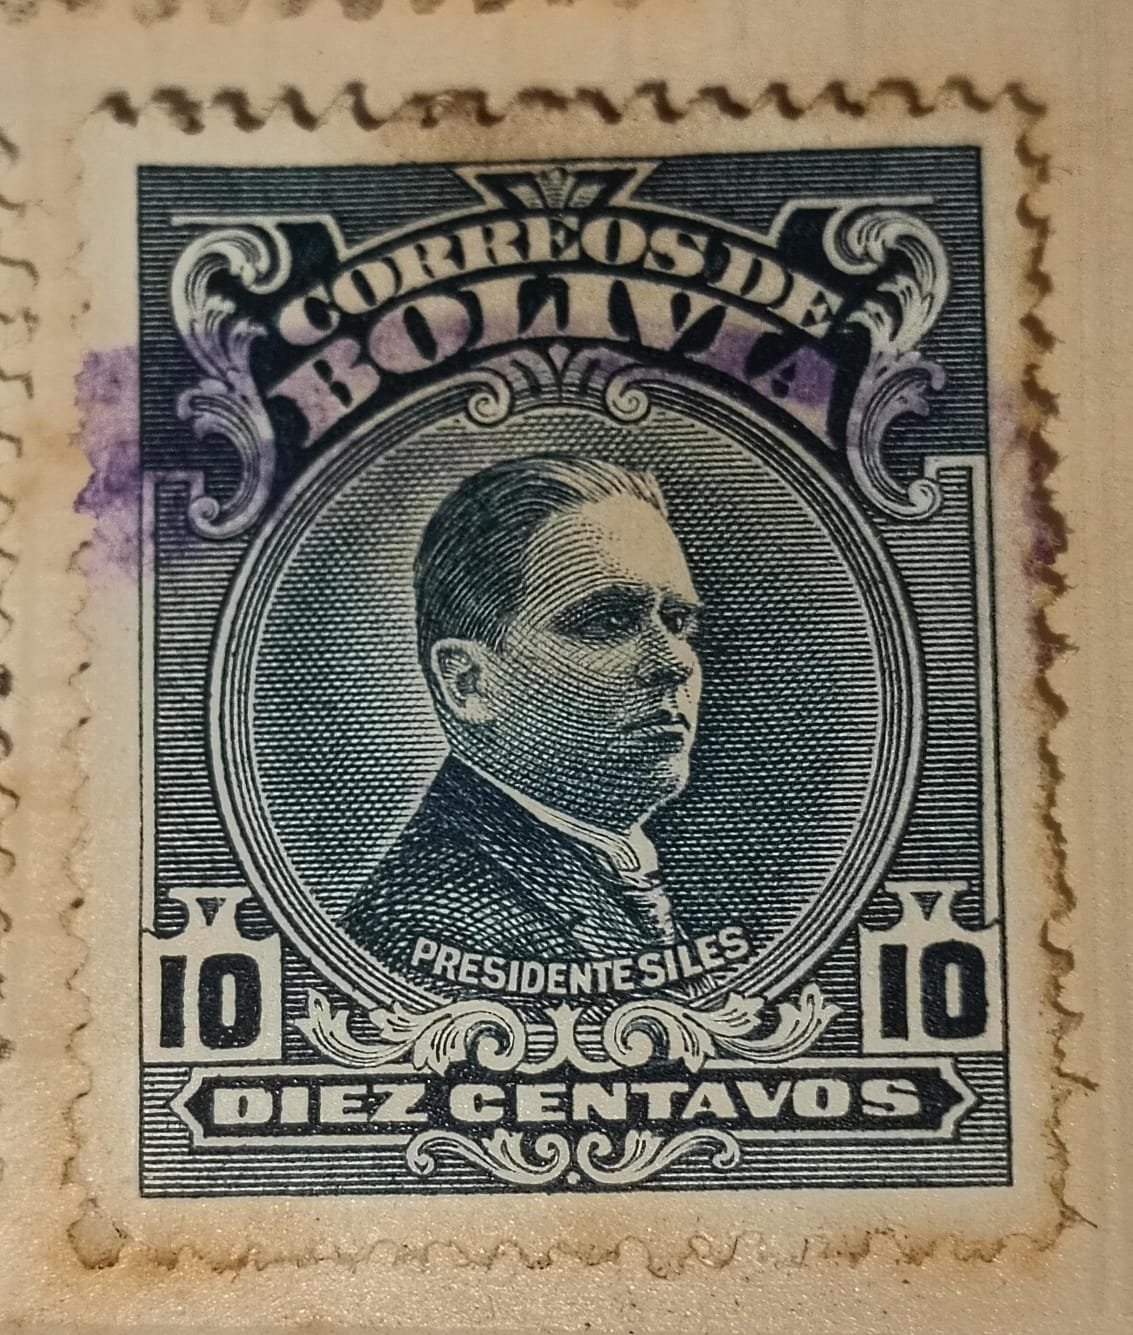 CORREOS DE
BOLIVIA
PRESIDENTE SILES
10 10
DIEZ CENTAVOS